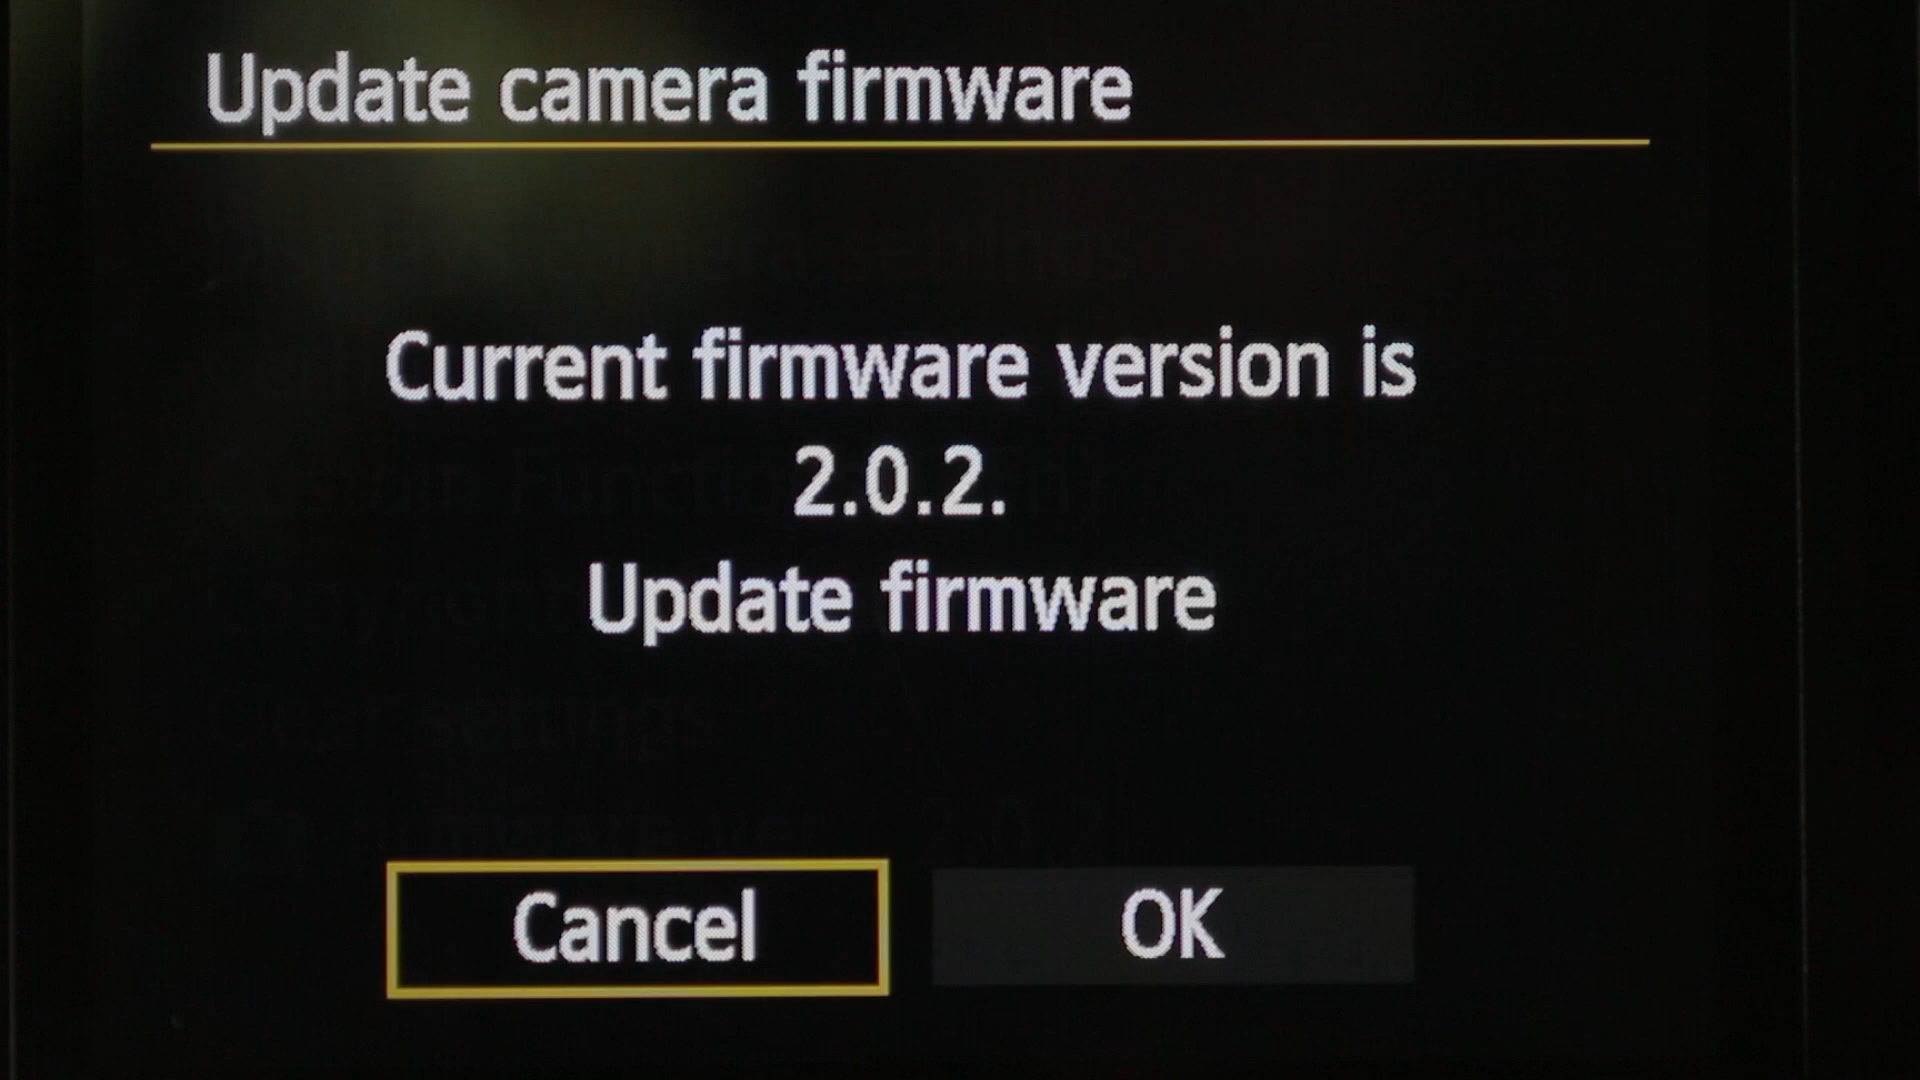 Update camera firmware
Current firmware version is
2.0.2.
Update firmware
Cancel
OK